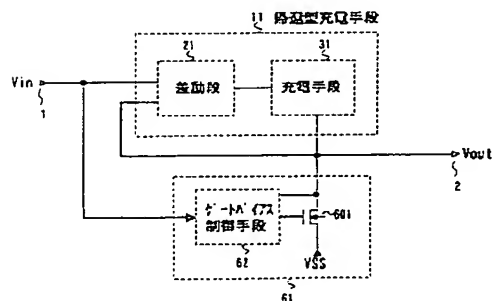 11 帰還型充電手段
21
31
Vin
1
差動段
充電手段
Vout
2
ゲートバイアス
制御手段
601
62
VSS
61